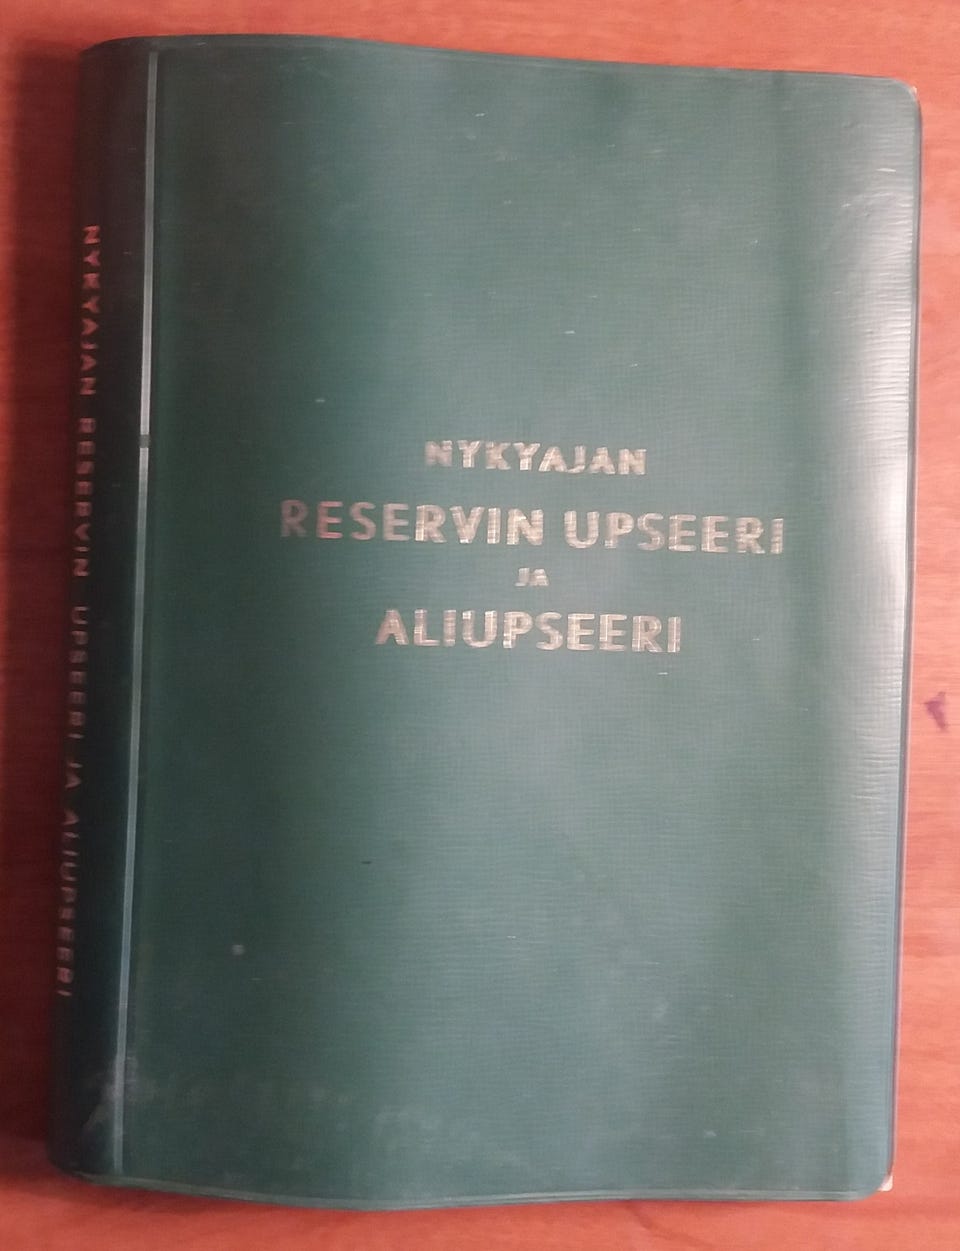 NYKYAJAN RESERVIN UPSEERI JA ALIUPSEERI
NYKYAJAN
RESERVIN UPSEERI
JA
ALIUPSEERI